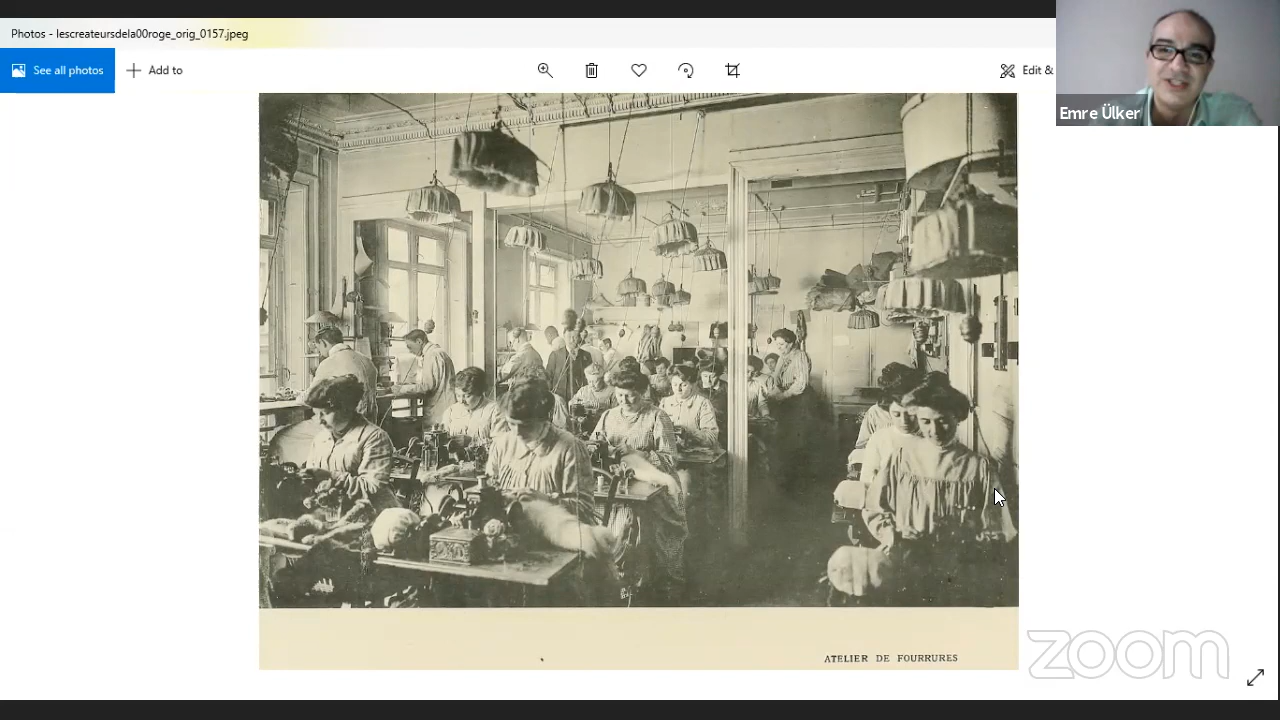 Photos - lescreateursdela00roge_orig_0157.jpeg
See all photos
Add to
Edit &
Emre Ülker
ATELIER DE FOURRURES
zoom